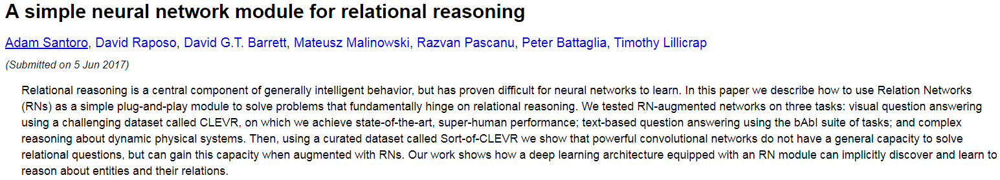 A simple neural network module for relational reasoning
Adam Santoro, David Raposo, David G.T. Barrett, Mateusz Malinowski, Razvan Pascanu, Peter Battaglia, Timothy Lillicrap
(Submitted on 5 Jun 2017)
Relational reasoning is a central component of generally intelligent behavior, but has proven difficult for neural networks to learn. In this paper we describe how to use Relation Networks
(RNs) as a simple plug-and-play module to solve problems that fundamentally hinge on relational reasoning. We tested RN-augmented networks on three tasks: visual question answering
using a challenging dataset called CLEVR, on which we achieve state-of-the-art, super-human performance; text-based question answering using the bAbI suite of tasks; and complex
reasoning about dynamic physical systems. Then, using a curated dataset called Sort-of-CLEVR we show that powerful convolutional networks do not have a general capacity to solve
relational questions, but can gain this capacity when augmented with RNs. Our work shows how a deep learning architecture equipped with an RN module can implicitly discover and learn to
reason about entities and their relations.